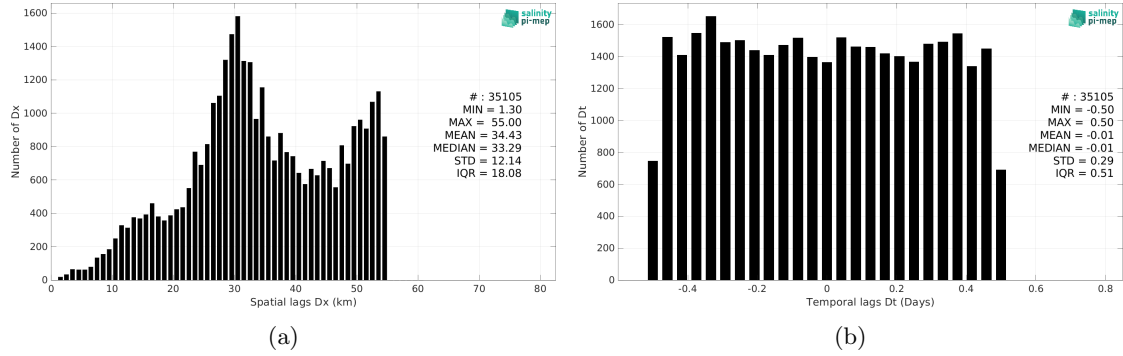 salinity
pi-mep
1600
1400
1200
1000
800
600
400
200
0
Number of Dx
# : 35105
MIN = 1.30
MAX = 55.00
MEAN = 34.43
MEDIAN = 33.29
STD = 12.14
IQR = 18.08
0 10 20 30 40 50 60 70 80
Spatial lags Dx (km)
(a)
salinity
pi-mep
1600
1400
1200
1000
800
600
400
200
0
Number of Dt
# : 35105
MIN = -0.50
MAX = 0.50
MEAN = -0.01
MEDIAN = -0.01
STD = 0.29
IQR = 0.51
-0.4 -0.2 0 0.2 0.4 0.6 0.8
Temporal lags Dt (Days)
(b)